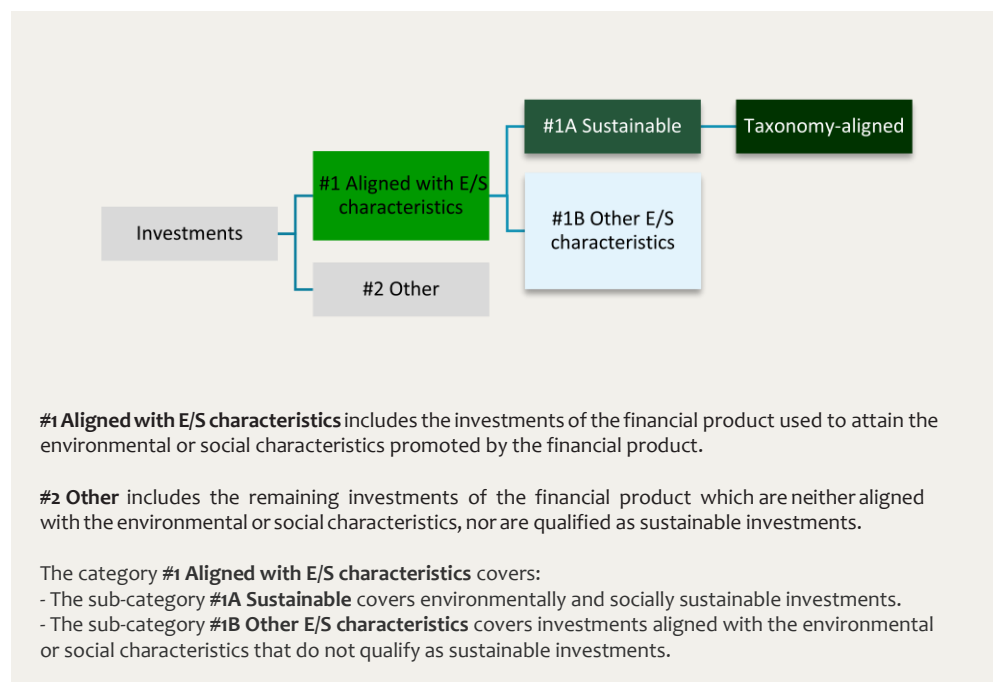 #1A Sustainable
Taxonomy-aligned
#1 Aligned with E/S
characteristics
#1B Other E/S
characteristics
Investments
#2 Other
#1 Aligned with E/S characteristics includes the investments of the financial product used to attain the
environmental or social characteristics promoted by the financial product.
#2 Other includes the remaining investments of the financial product which are neither aligned
with the environmental or social characteristics, nor are qualified as sustainable investments.
The category #1 Aligned with E/S characteristics covers:
- The sub-category #1A Sustainable covers environmentally and socially sustainable investments.
- The sub-category #1B Other E/S characteristics covers investments aligned with the environmental
or social characteristics that do not qualify as sustainable investments.